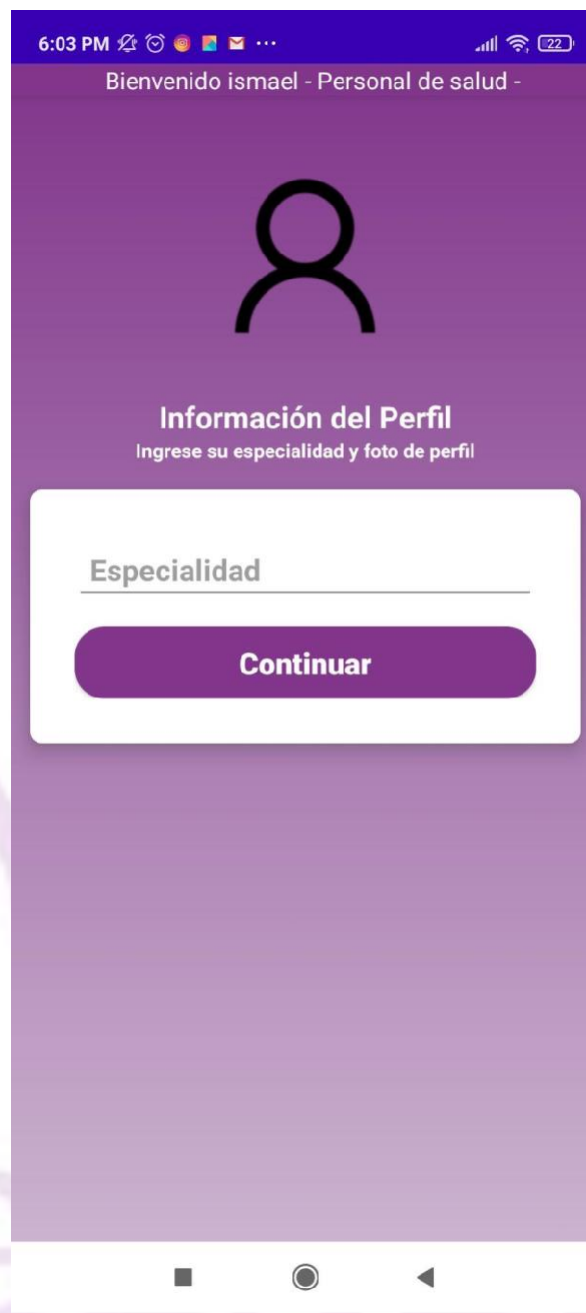 6:03 PM
22
Bienvenido ismael - Personal de salud -
Información del Perfil
Ingrese su especialidad y foto de perfil
Especialidad
Continuar